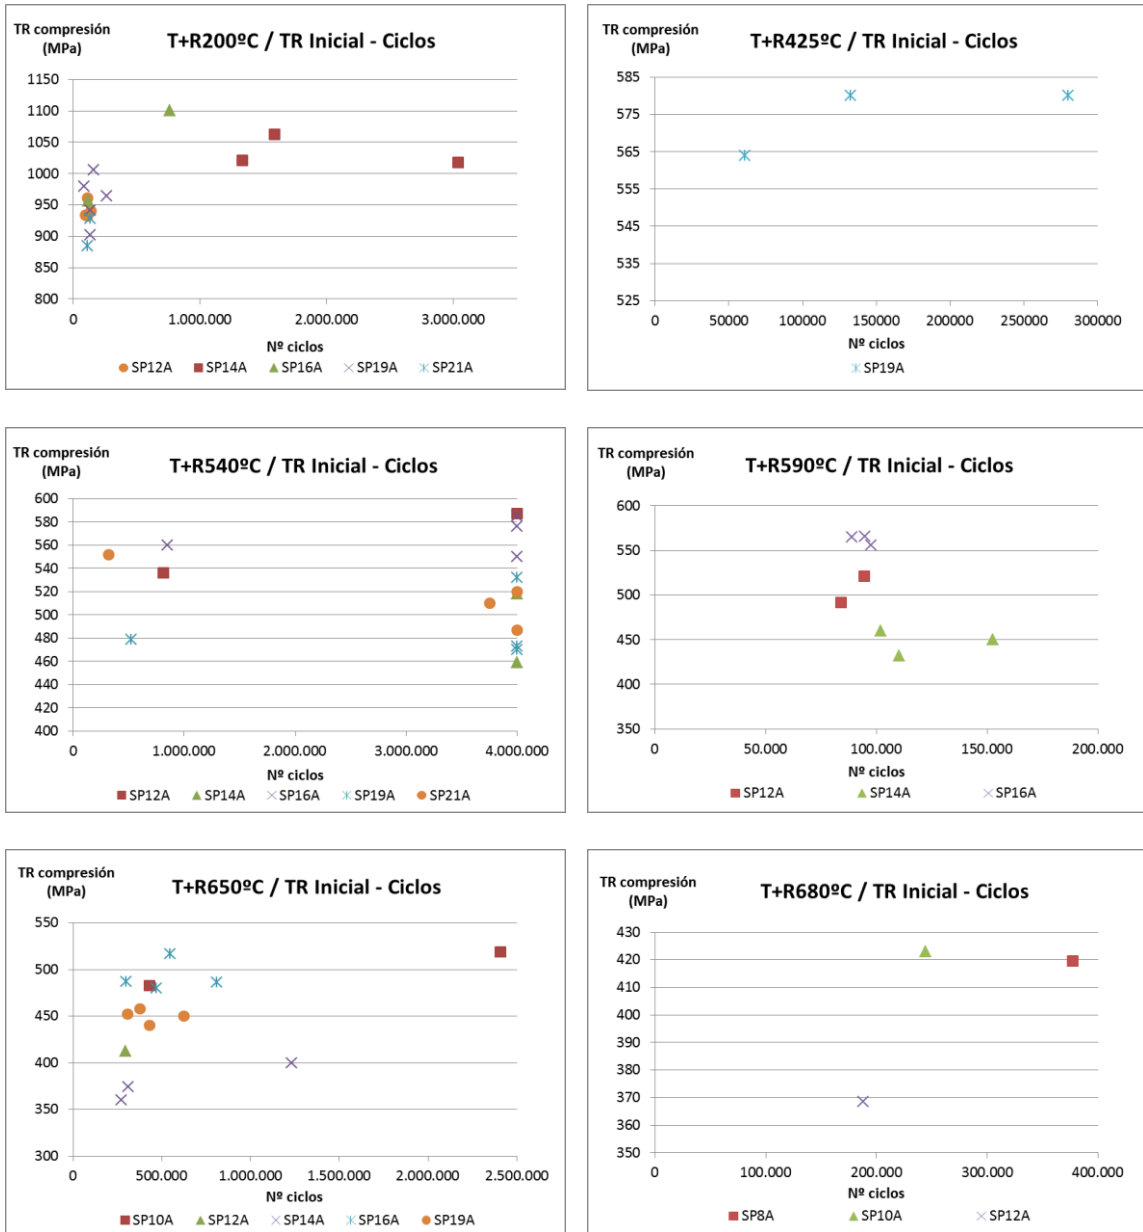 TR compresión
(MPa)
T+R200ºC / TR Inicial - Ciclos
1150
1100
1050
1000
950
900
850
800
0
1.000.000
2.000.000
3.000.000
Nº ciclos
SP12A
SP14A
SP16A
SP19A
SP21A
TR compresión
(MPa)
T+R425ºC / TR Inicial - Ciclos
585
575
565
555
545
535
525
0
50000
100000
150000
200000
250000
300000
Nº ciclos
SP19A
TR compresión
(MPa)
T+R540ºC / TR Inicial - Ciclos
600
580
560
540
520
500
480
460
440
420
400
0
1.000.000
2.000.000
3.000.000
4.000.000
Nº ciclos
SP12A
SP14A
SP16A
SP19A
SP21A
TR compresión
(MPa)
T+R590ºC / TR Inicial - Ciclos
600
550
500
450
400
350
0
50.000
100.000
150.000
200.000
Nº ciclos
SP12A
SP14A
SP16A
TR compresión
(MPa)
T+R650ºC / TR Inicial - Ciclos
550
500
450
400
350
300
0
500.000
1.000.000
1.500.000
2.000.000
2.500.000
Nº ciclos
SP10A
SP12A
SP14A
SP16A
SP19A
TR compresión
(MPa)
T+R680ºC / TR Inicial - Ciclos
430
420
410
400
390
380
370
360
350
0
100.000
200.000
300.000
400.000
Nº ciclos
SP8A
SP10A
SP12A